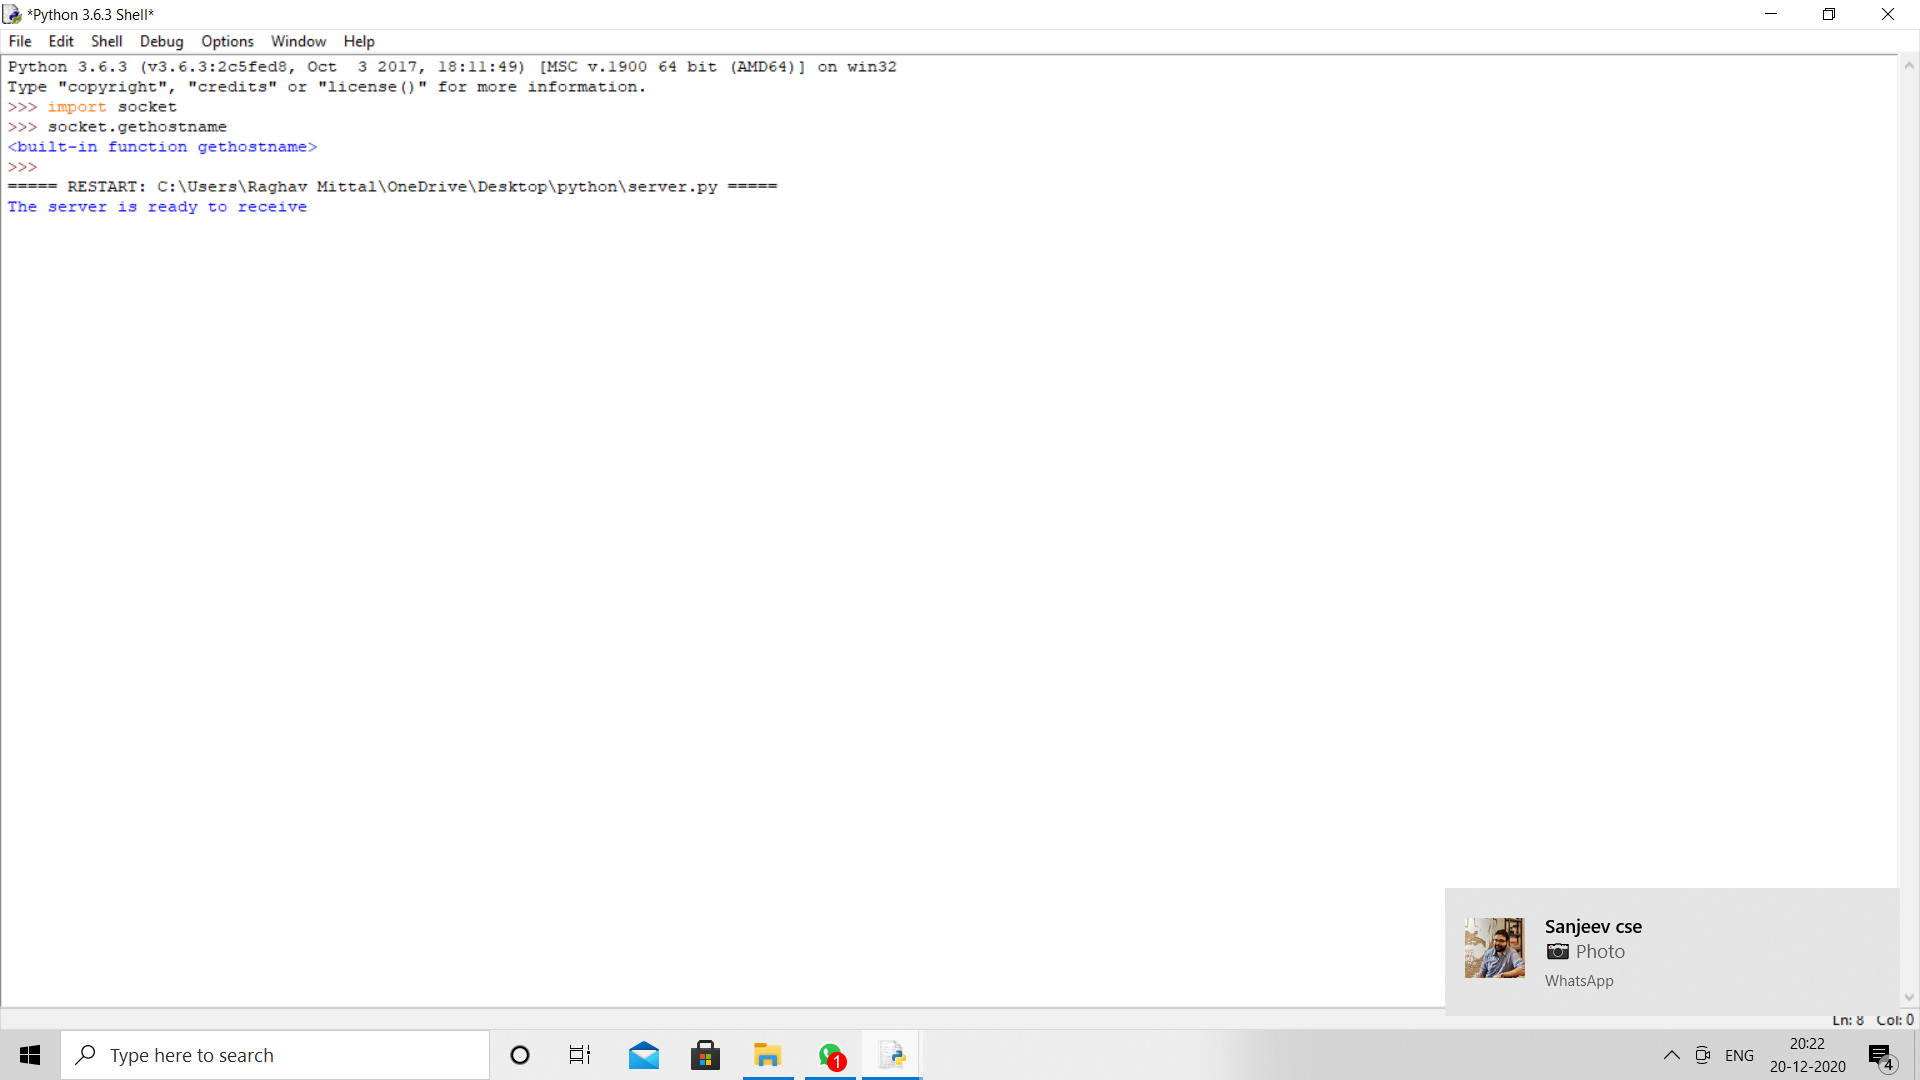 *Python 3.6.3 Shell*
File Edit Shell Debug Options Window Help
Python 3.6.3 (v3.6.3:2c5fed8, Oct  3 2017, 18:11:49) [MSC v.1900 64 bit (AMD64)] on win32
Type "copyright", "credits" or "license()" for more information.
>>> import socket
>>> socket.gethostname
<built-in function gethostname>
>>>
===== RESTART: C:\Users\Raghav Mittal\OneDrive\Desktop\python\server.py =====
The server is ready to receive
Sanjeev cse
Photo
WhatsApp
Ln: 8 Col: 0
Type here to search
1
ENG
20:22
20-12-2020
4